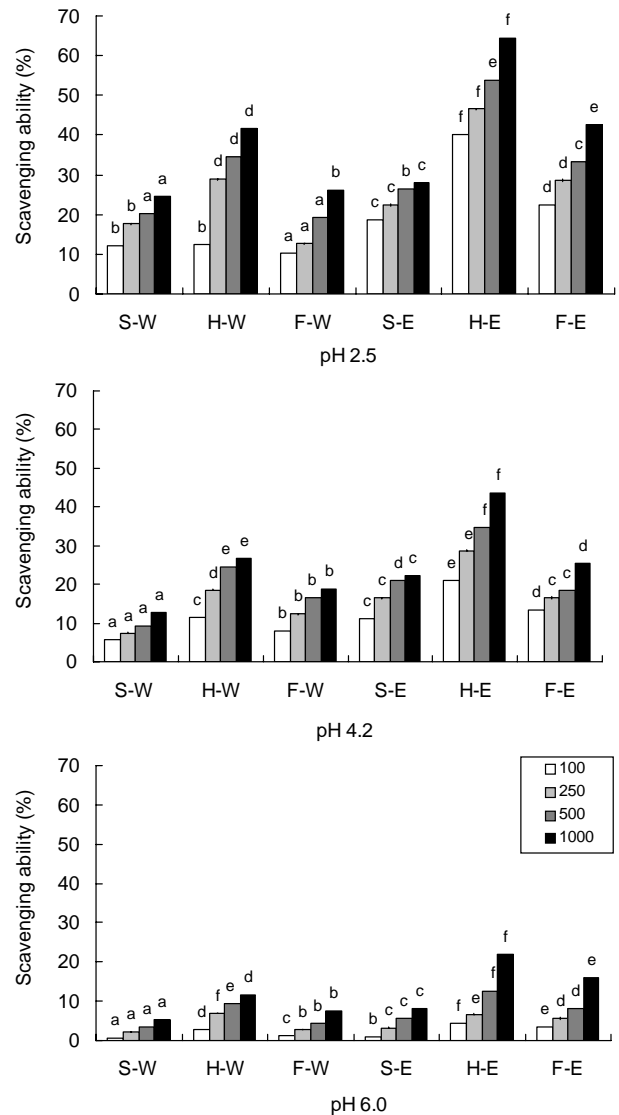 Scavenging ability (%)
70
60
50
40
30
20
10
0
b b a a
b d d d
a a a b
c c b c
f f e f
d d c e
S-W H-W F-W S-E H-E F-E
pH 2.5
Scavenging ability (%)
70
60
50
40
30
20
10
0
a a a a
c d e e
b b b b
c c d c
e e f f
d c c d
S-W H-W F-W S-E H-E F-E
pH 4.2
Scavenging ability (%)
70
60
50
40
30
20
10
0
100
250
500
1000
a a a a
d f e d
c b b b
b c c c
f e f f
e d d e
S-W H-W F-W S-E H-E F-E
pH 6.0